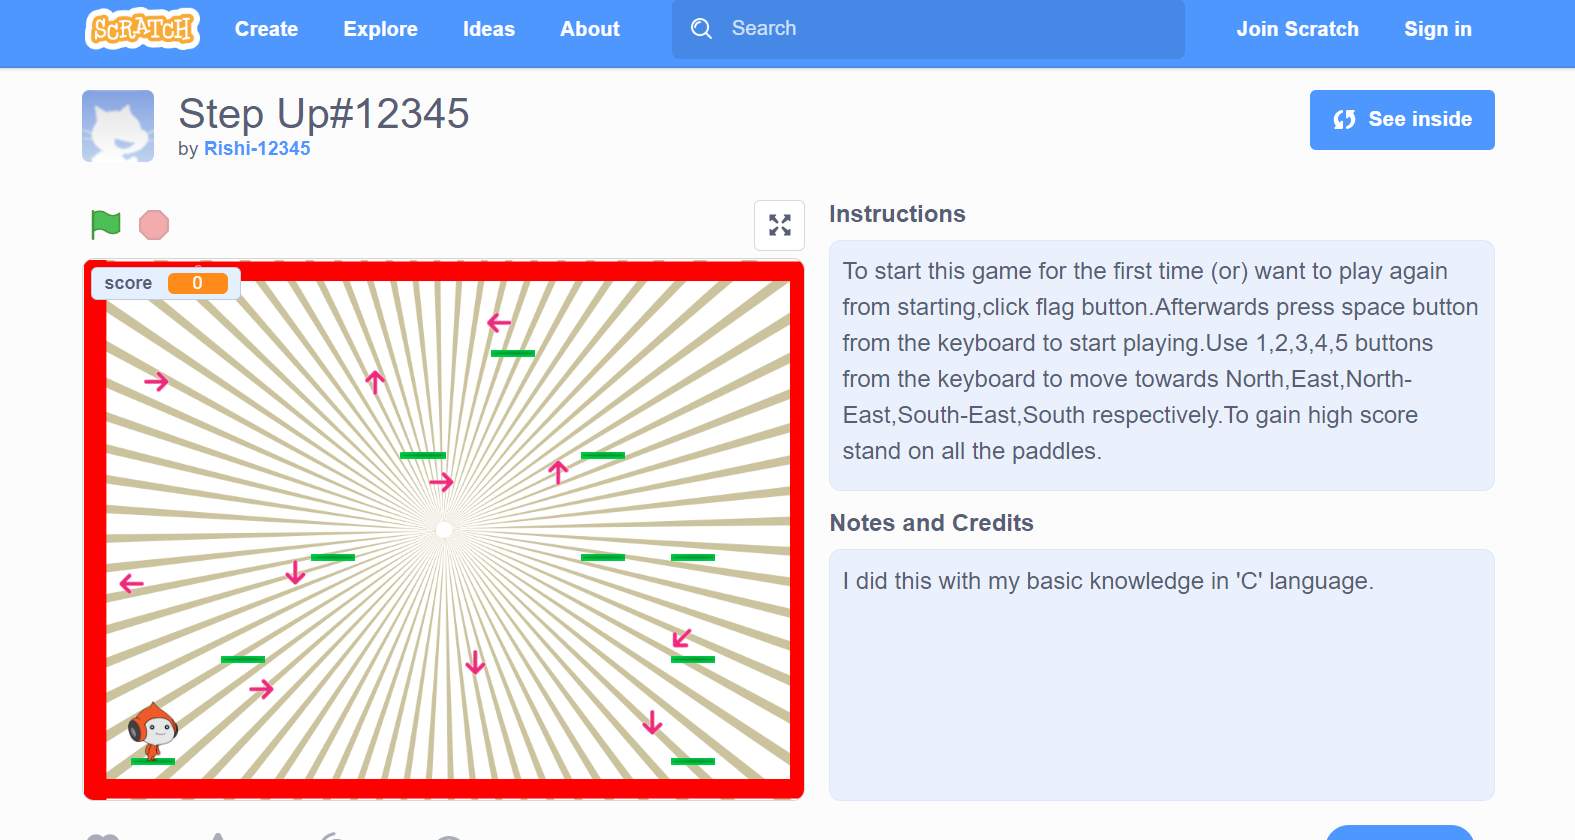 SCRATCH
Create
Explore
Ideas
About
Search
Join Scratch
Sign in
Step Up#12345
by Rishi-12345
See inside
score 0
Instructions
To start this game for the first time (or) want to play again
from starting,click flag button.Afterwards press space button
from the keyboard to start playing.Use 1,2,3,4,5 buttons
from the keyboard to move towards North,East,North-
East,South-East,South respectively.To gain high score
stand on all the paddles.
Notes and Credits
I did this with my basic knowledge in 'C' language.